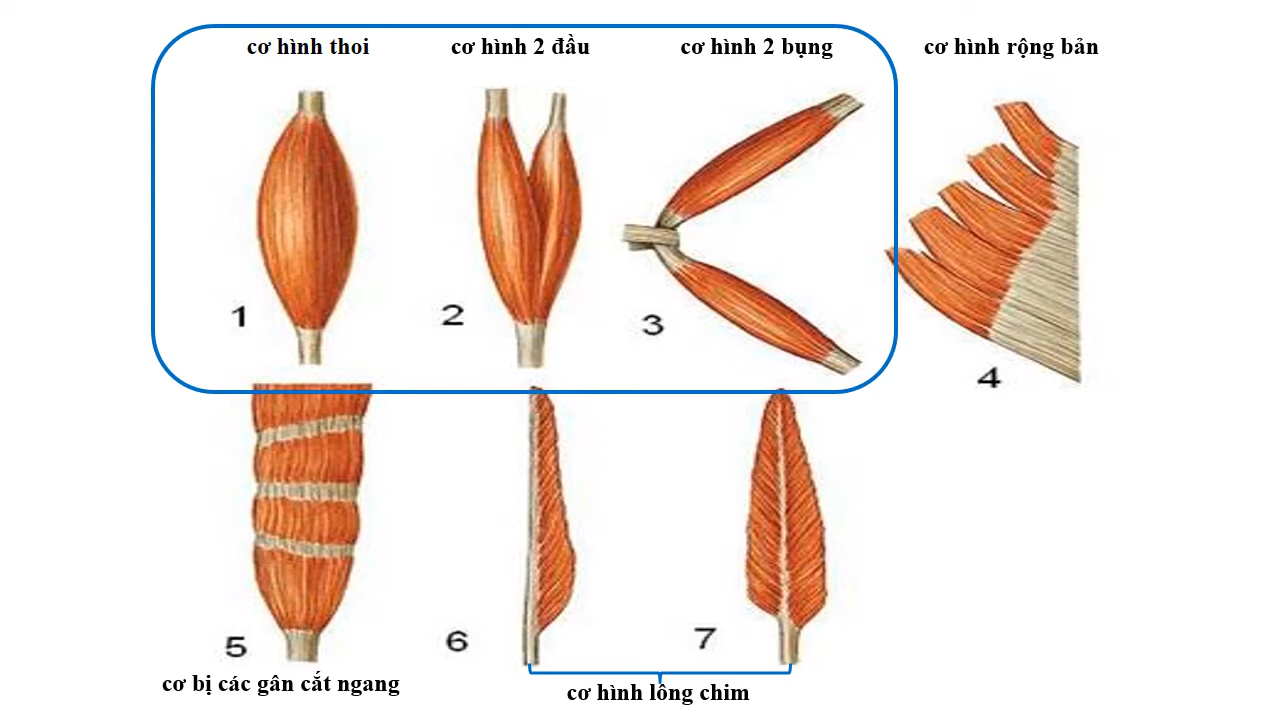 cơ hình thoi
cơ hình 2 đầu
cơ hình 2 bụng
cơ hình rộng bản
1
2
3
4
5
6
7
cơ bị các gân cắt ngang
cơ hình lông chim